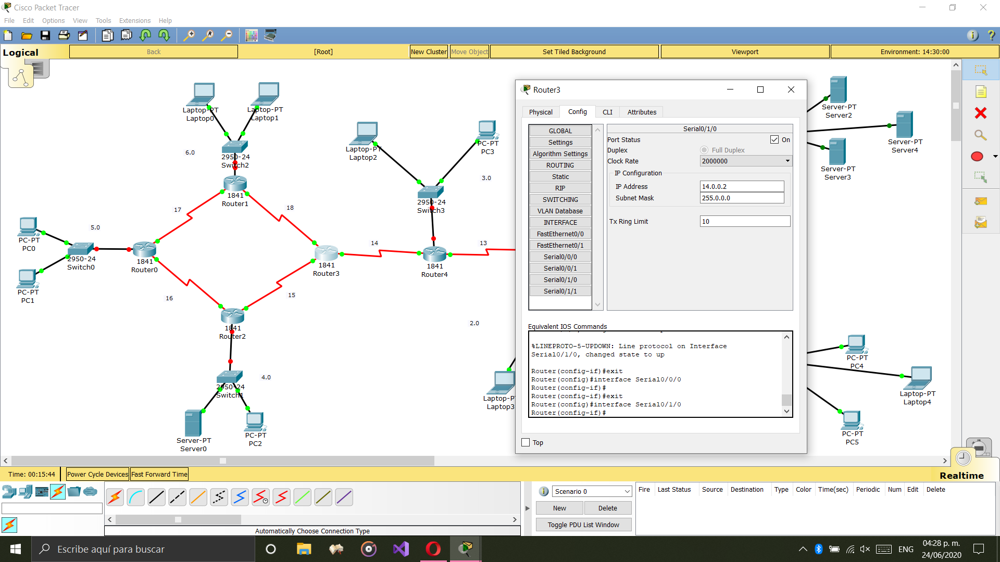 Cisco Packet Tracer
File Edit Options View Tools Extensions Help
Logical
Back
[Root]
New Cluster
Move Object
Set Tiled Background
Viewport
Environment: 14:30:00
Laptop-PT
Laptop0
Laptop-PT
Laptop1
2950-24
Switch2
6.0
1841
Router1
17
18
PC-PT
PC0
5.0
2950-24
Switch0
1841
Router0
PC-PT
PC1
16
15
1841
Router2
1841
Router3
14
Laptop-PT
Laptop2
PC-PT
PC3
3.0
2950-24
Switch3
1841
Router4
13
2.0
2950-24
Switch1
4.0
Server-PT
Server0
PC-PT
PC2
Laptop-PT
Laptop3
Server-PT
Server2
Server-PT
Server4
Server-PT
Server3
PC-PT
PC4
Laptop-PT
Laptop4
PC-PT
PC5
Router3
Physical Config CLI Attributes
GLOBAL
Settings
Algorithm Settings
ROUTING
Static
RIP
SWITCHING
VLAN Database
INTERFACE
FastEthernet0/0
FastEthernet0/1
Serial0/0/0
Serial0/0/1
Serial0/1/0
Serial0/1/1
Serial0/1/0
Port Status On
Duplex Full Duplex
Clock Rate 2000000
IP Configuration
IP Address 14.0.0.2
Subnet Mask 255.0.0.0
Tx Ring Limit 10
Equivalent IOS Commands
%LINEPROTO-5-UPDOWN: Line protocol on Interface
Serial0/1/0, changed state to up
Router(config-if)#exit
Router(config)#interface Serial0/0/0
Router(config-if)#
Router(config-if)#exit
Router(config)#interface Serial0/1/0
Router(config-if)#
Top
Time: 00:15:44
Power Cycle Devices
Fast Forward Time
Realtime
Scenario 0
New
Delete
Toggle PDU List Window
Fire Last Status Source Destination Type Color Time(sec) Periodic Num Edit Delete
Automatically Choose Connection Type
Escribe aquí para buscar
ENG
04:28 p. m.
24/06/2020